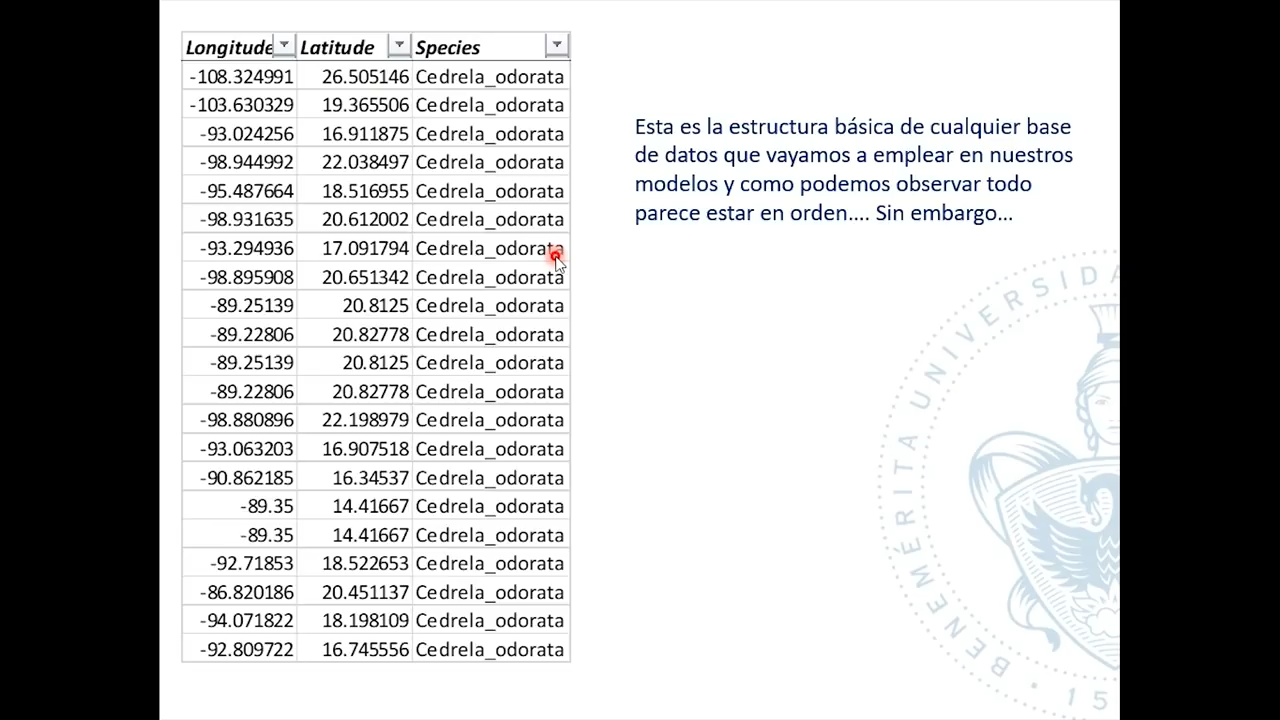 Longitude Latitude Species
-108.324991 26.505146 Cedrela_odorata
-103.630329 19.365506 Cedrela_odorata
-93.024256 16.911875 Cedrela_odorata
-98.944992 22.038497 Cedrela_odorata
-95.487664 18.516955 Cedrela_odorata
-98.931635 20.612002 Cedrela_odorata
-93.294936 17.091794 Cedrela_odorata
-98.895908 20.651342 Cedrela_odorata
-89.25139 20.8125 Cedrela_odorata
-89.22806 20.82778 Cedrela_odorata
-89.25139 20.8125 Cedrela_odorata
-89.22806 20.82778 Cedrela_odorata
-98.880896 22.198979 Cedrela_odorata
-93.063203 16.907518 Cedrela_odorata
-90.862185 16.34537 Cedrela_odorata
-89.35 14.41667 Cedrela_odorata
-89.35 14.41667 Cedrela_odorata
-92.71853 18.522653 Cedrela_odorata
-86.820186 20.451137 Cedrela_odorata
-94.071822 18.198109 Cedrela_odorata
-92.809722 16.745556 Cedrela_odorata
Esta es la estructura básica de cualquier base
de datos que vayamos a emplear en nuestros
modelos y como podemos observar todo
parece estar en orden.... Sin embargo...
BENEMÉRITA UNIVERSIDA
15